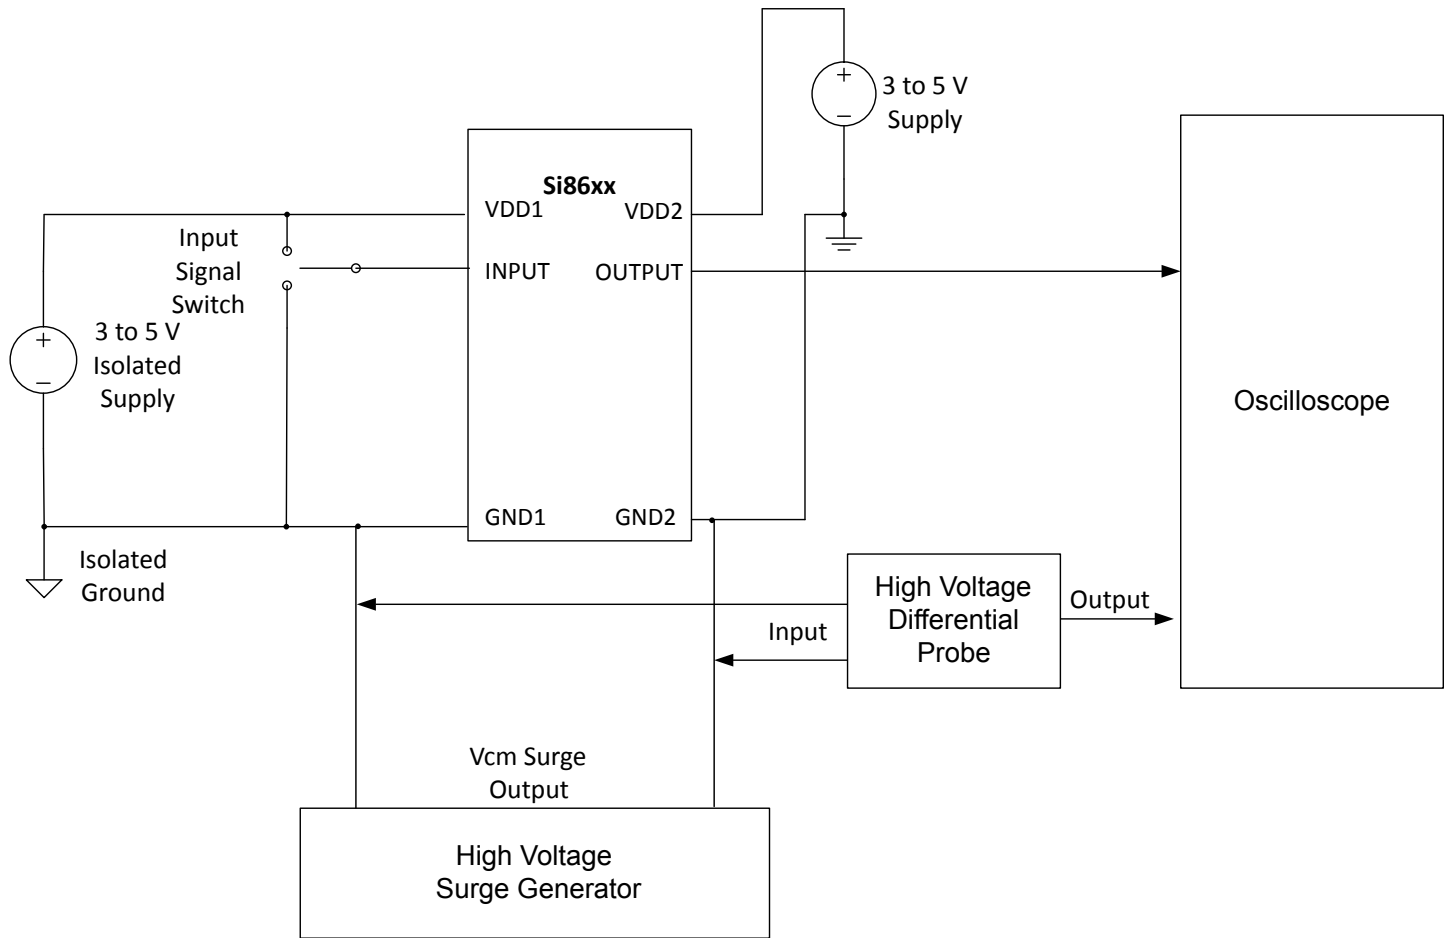 3 to 5 V
Supply
Si86xx
VDD1
VDD2
Input
Signal
Switch
INPUT
OUTPUT
+
−
3 to 5 V
Isolated
Supply
+
−
Oscilloscope
GND1
GND2
Isolated
Ground
High Voltage
Differential
Probe
Output
Input
Vcm Surge
Output
High Voltage
Surge Generator